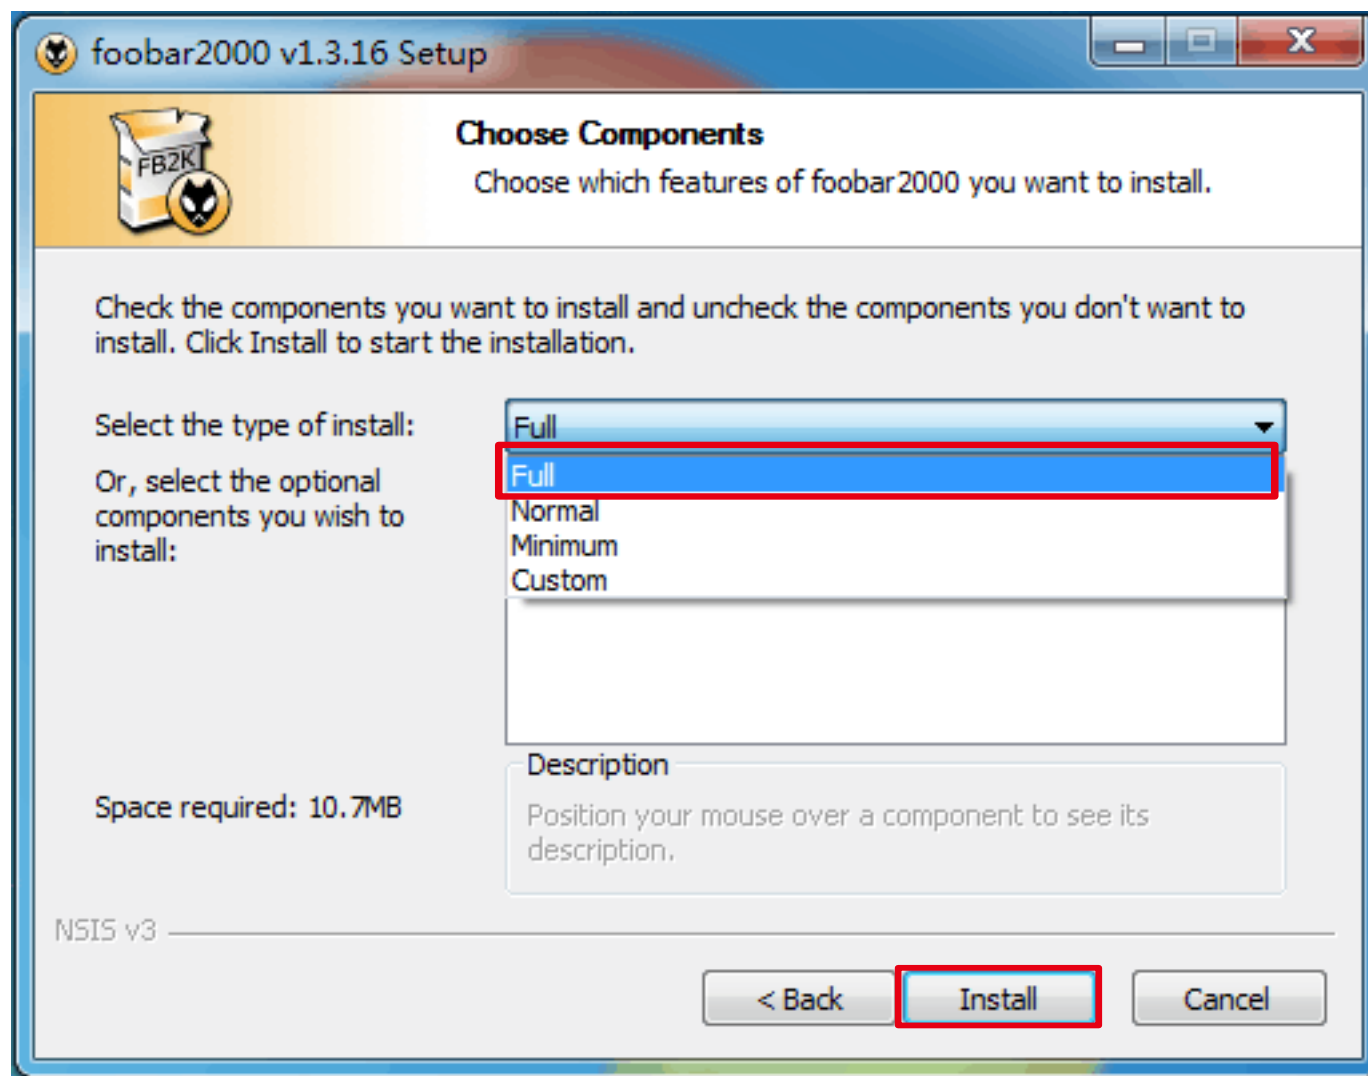 foobar2000 v1.3.16 Setup
FB2K
Choose Components
Choose which features of foobar2000 you want to install.
Check the components you want to install and uncheck the components you don't want to
install. Click Install to start the installation.
Select the type of install:
Full
Full
Normal
Minimum
Custom
Or, select the optional
components you wish to
install:
Description
Position your mouse over a component to see its
description.
Space required: 10.7MB
NSIS v3
< Back
Install
Cancel